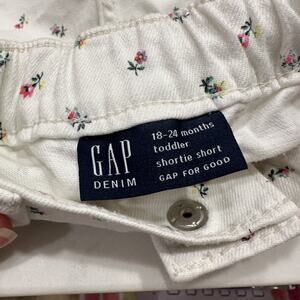 GAP
DENIM
18-24 months
toddler
shortie short
GAP FOR GOOD